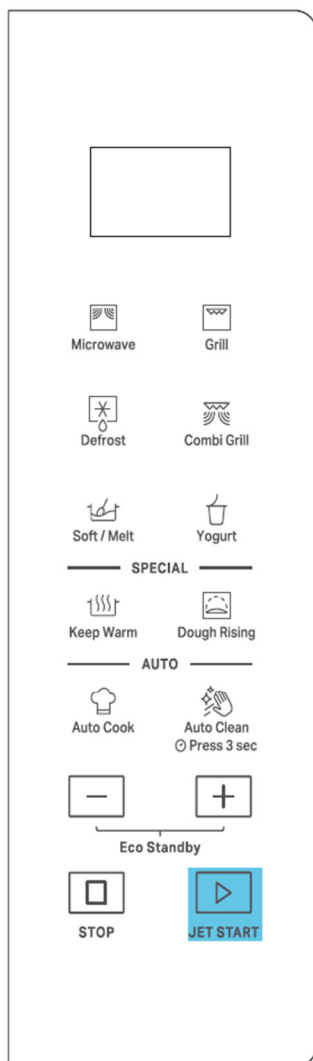 Microwave Grill
Defrost Combi Grill
Soft / Melt Yogurt
SPECIAL
Keep Warm Dough Rising
AUTO
Auto Cook Auto Clean
Press 3 sec
Eco Standby
STOP JET START